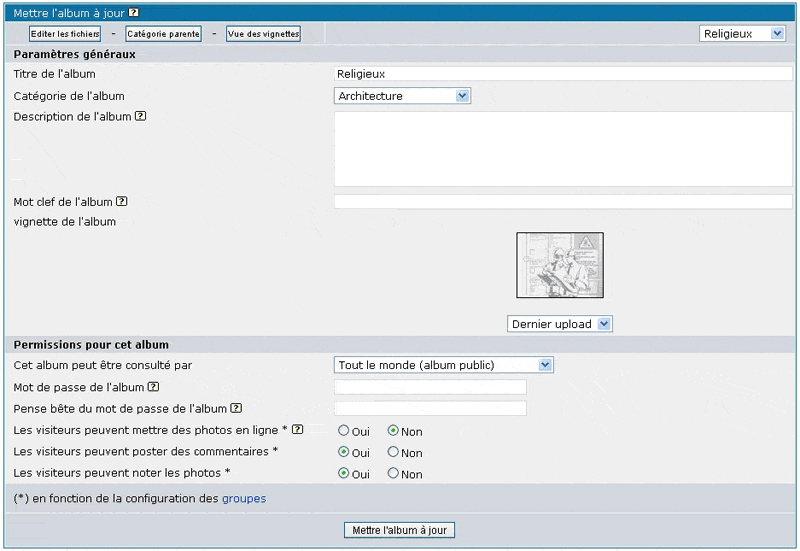 Mettre l'album à jour ?
Editer les fichiers - Catégorie parente - Vue des vignettes Religieux
Paramètres généraux
Titre de l'album Religieux
Catégorie de l'album Architecture
Description de l'album ?
Mot clef de l'album ?
vignette de l'album
Dernier upload
Permissions pour cet album
Cet album peut être consulté par Tout le monde (album public)
Mot de passe de l'album ?
Pense bête du mot de passe de l'album ?
Les visiteurs peuvent mettre des photos en ligne * ? Oui Non
Les visiteurs peuvent poster des commentaires * Oui Non
Les visiteurs peuvent noter les photos * Oui Non
(*) en fonction de la configuration des groupes
Mettre l'album à jour